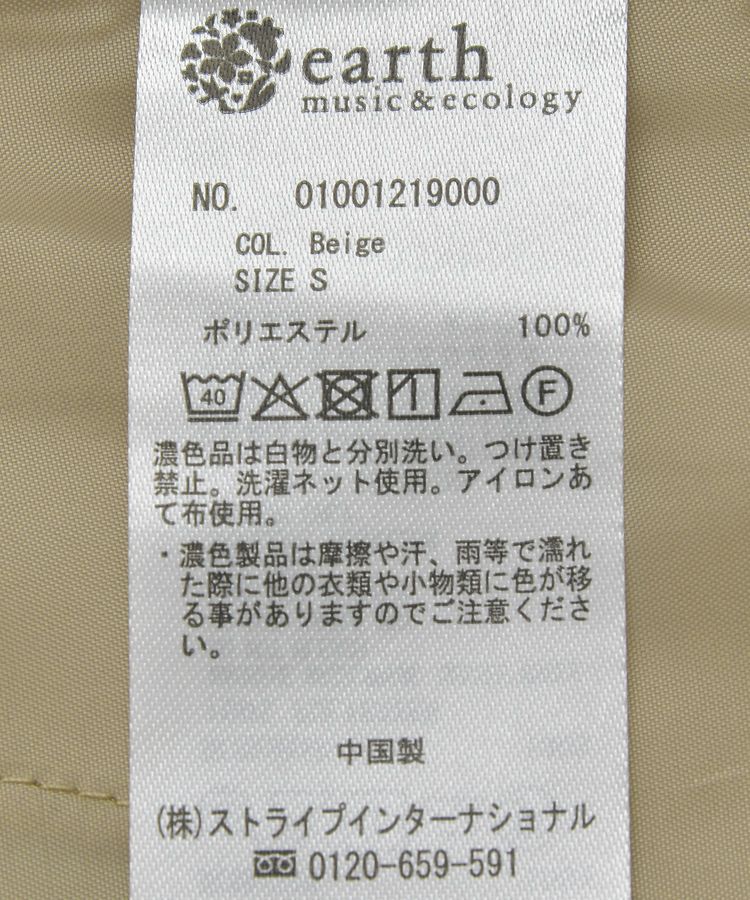 earth
music&ecology
NO. 01001219000
COL. Beige
SIZE S
ポリエステル 100%
40 F
濃色品は白物と分別洗い。つけ置き
禁止。洗濯ネット使用。アイロンあ
て布使用。
・濃色製品は摩擦や汗、雨等で濡れ
た際に他の衣類や小物類に色が移
る事がありますのでご注意くださ
い。
中国製
(株)ストライプインターナショナル
0120-659-591